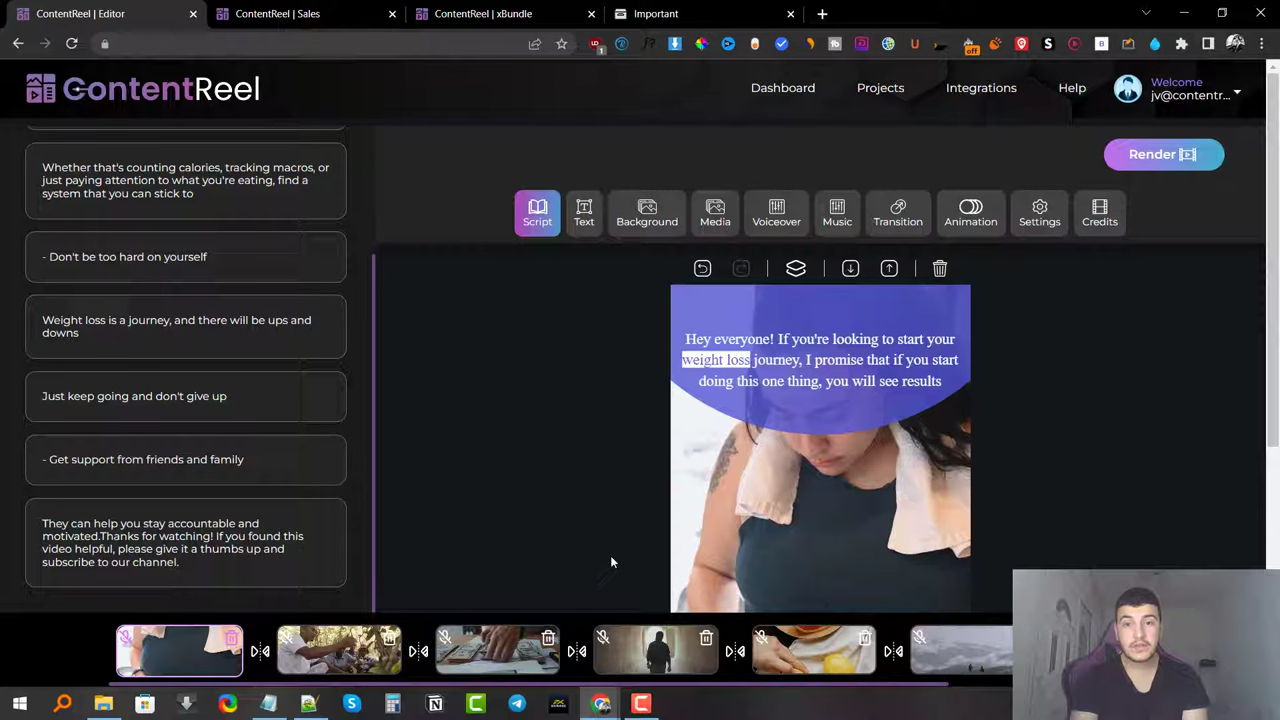 ContentReel | Editor
ContentReel | Sales
ContentReel | xBundle
Important
ContentReel
Dashboard
Projects
Integrations
Help
Welcome
jv@contentr...
Whether that's counting calories, tracking macros, or
just paying attention to what you're eating, find a
system that you can stick to
- Don't be too hard on yourself
Weight loss is a journey, and there will be ups and
downs
Just keep going and don't give up
- Get support from friends and family
They can help you stay accountable and
motivated.Thanks for watching! If you found this
video helpful, please give it a thumbs up and
subscribe to our channel.
Render
Script
Text
Background
Media
Voiceover
Music
Transition
Animation
Settings
Credits
Hey everyone! If you're looking to start your
weight loss journey, I promise that if you start
doing this one thing, you will see results